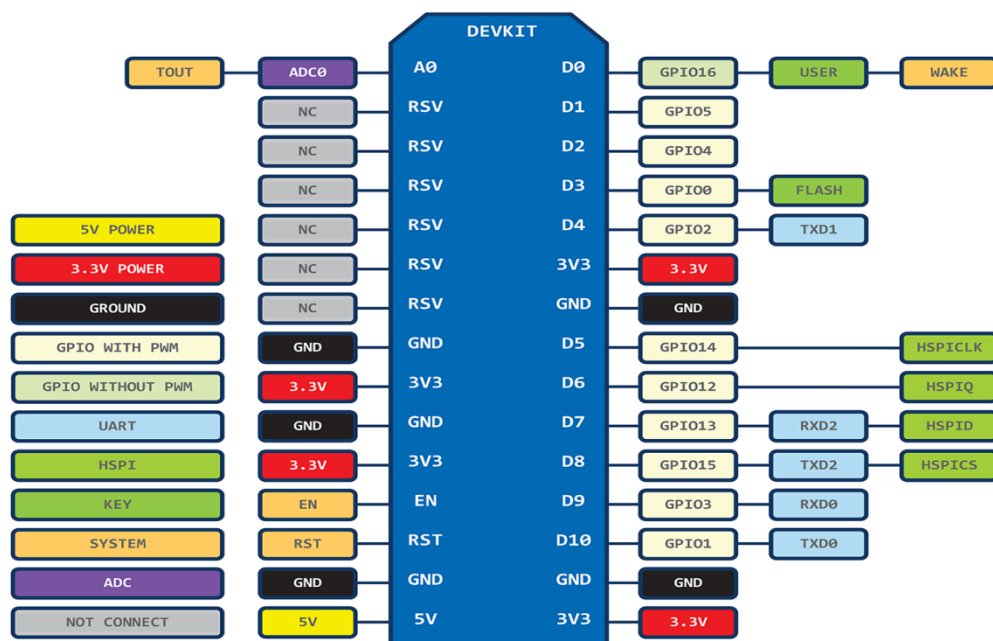 DEVKIT
TOUT ADC0 A0 D0 GPIO16 USER WAKE
NC RSV D1 GPIO5
NC RSV D2 GPIO4
NC RSV D3 GPIO0 FLASH
5V POWER NC RSV D4 GPIO2 TXD1
3.3V POWER NC RSV 3V3 3.3V
GROUND NC RSV GND GND
GPIO WITH PWM GND GND D5 GPIO14 HSPICLK
GPIO WITHOUT PWM 3.3V 3V3 D6 GPIO12 HSPIQ
UART GND GND D7 GPIO13 RXD2 HSPID
HSPI 3.3V 3V3 D8 GPIO15 TXD2 HSPICS
KEY EN EN D9 GPIO3 RXD0
SYSTEM RST RST D10 GPIO1 TXD0
ADC GND GND GND GND
NOT CONNECT 5V 5V 3V3 3.3V